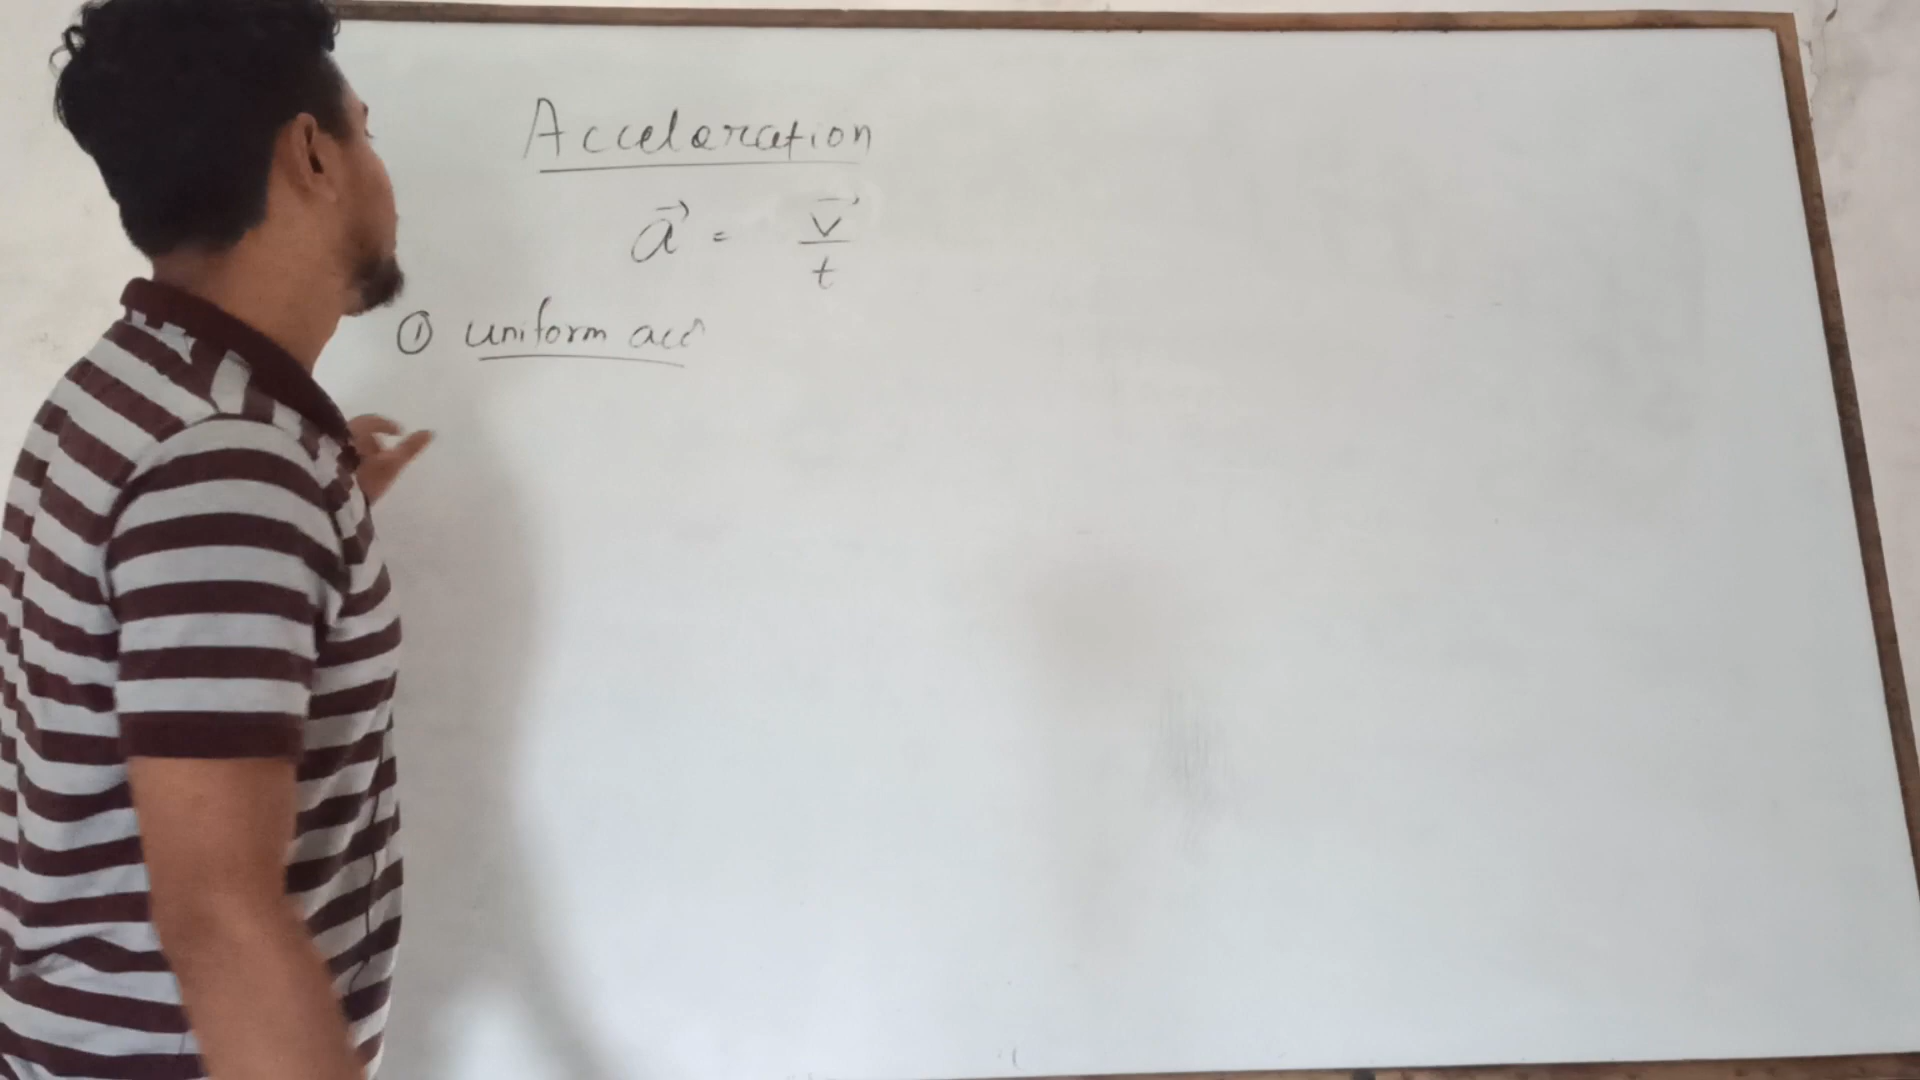 Acceleration
a⃗ = v⃗/t
① uniform accⁿ